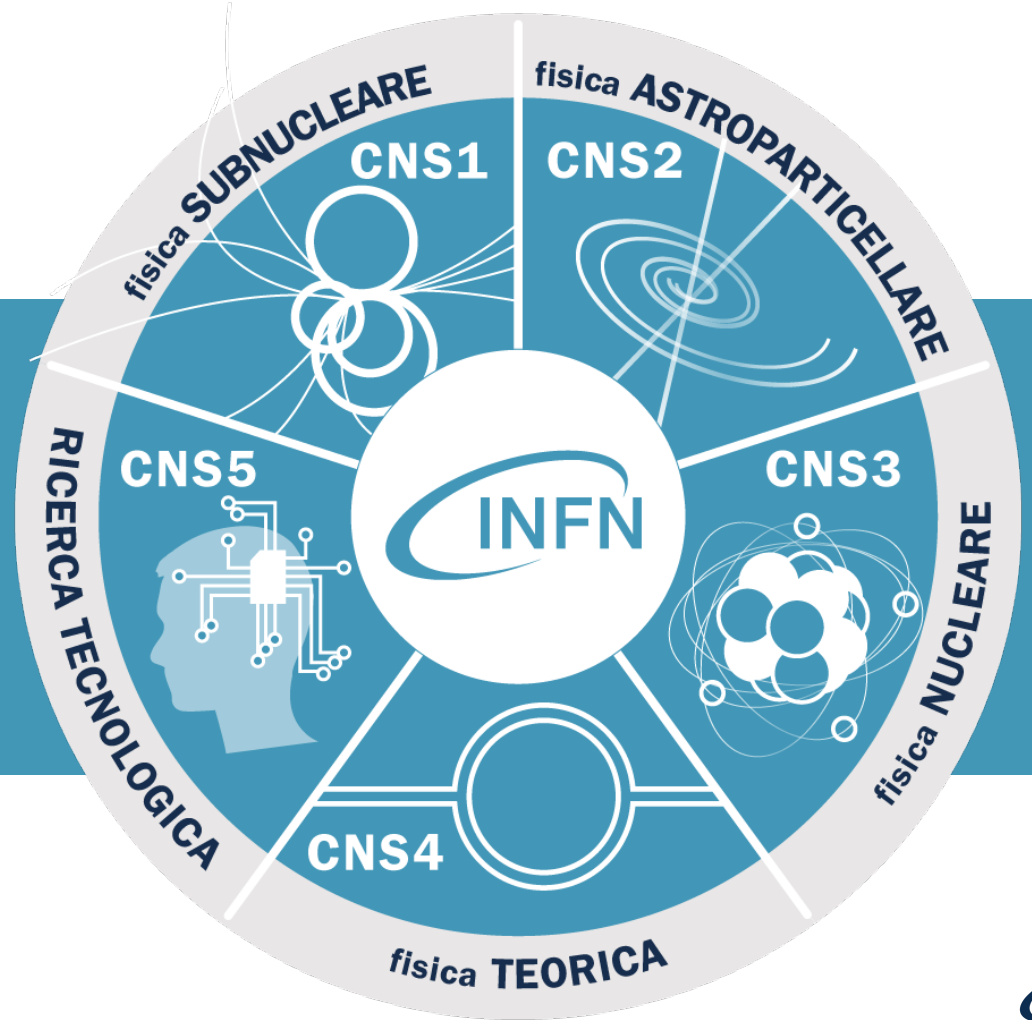 fisica SUBNUCLEARE
fisica ASTROPARTICELLARE
CNS1
CNS2
CNS5
CNS3
INFN
RICERCA TECNOLOGICA
fisica NUCLEARE
CNS4
fisica TEORICA